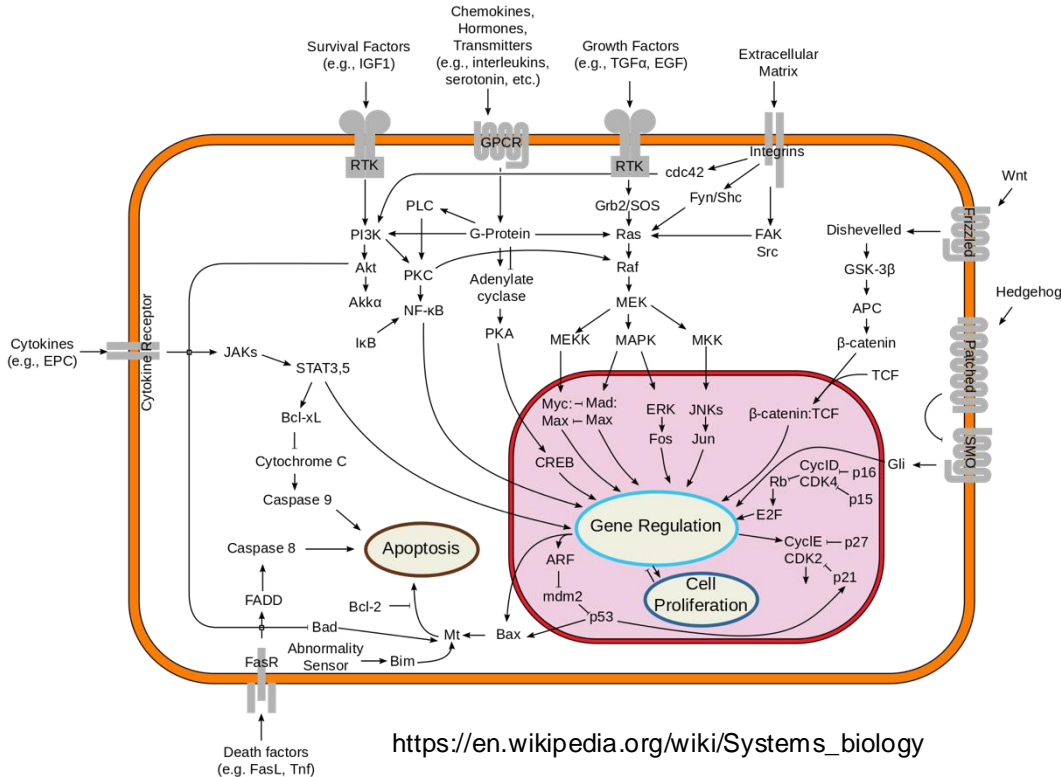 Chemokines,
Hormones,
Transmitters
(e.g., interleukins,
serotonin, etc.)
Survival Factors
(e.g., IGF1)
Growth Factors
(e.g., TGFα, EGF)
Extracellular
Matrix
RTK
GPCR
RTK
Integrins
cdc42
Wnt
Frizzled
PLC
Grb2/SOS
Fyn/Shc
PI3K
G-Protein
Ras
FAK
Src
Dishevelled
Akt
PKC
Adenylate
cyclase
Raf
GSK-3β
Akkα
NF-κB
MEK
APC
Hedgehog
Patched
IκB
PKA
MEKK
MAPK
MKK
β-catenin
Cytokines
(e.g., EPC)
Cytokine Receptor
JAKs
STAT3,5
TCF
Bcl-xL
Myc:
Max
Mad:
Max
ERK
JNKs
β-catenin:TCF
Fos
Jun
Cytochrome C
CREB
Gli
SMO
CycID
CDK4
p16
p15
Rb
E2F
Caspase 9
Gene Regulation
Caspase 8
Apoptosis
ARF
CyclE
CDK2
p27
p21
FADD
Bcl-2
mdm2
Cell
Proliferation
p53
Bad
Mt
Bax
FasR
Abnormality
Sensor
Bim
Death factors
(e.g. FasL, Tnf)
https://en.wikipedia.org/wiki/Systems_biology